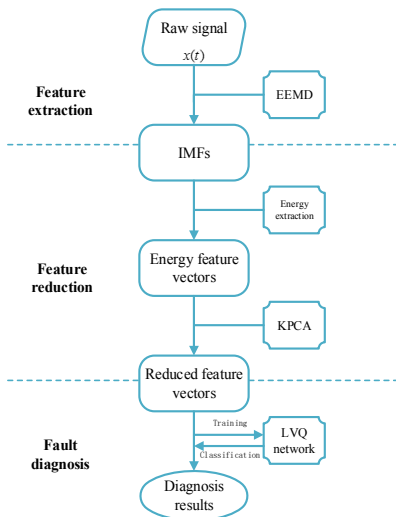 Raw signal
x(t)
Feature
extraction
EEMD
IMFs
Energy
extraction
Feature
reduction
Energy feature
vectors
KPCA
Reduced feature
vectors
Training
Fault
diagnosis
LVQ
network
Classification
Diagnosis
results